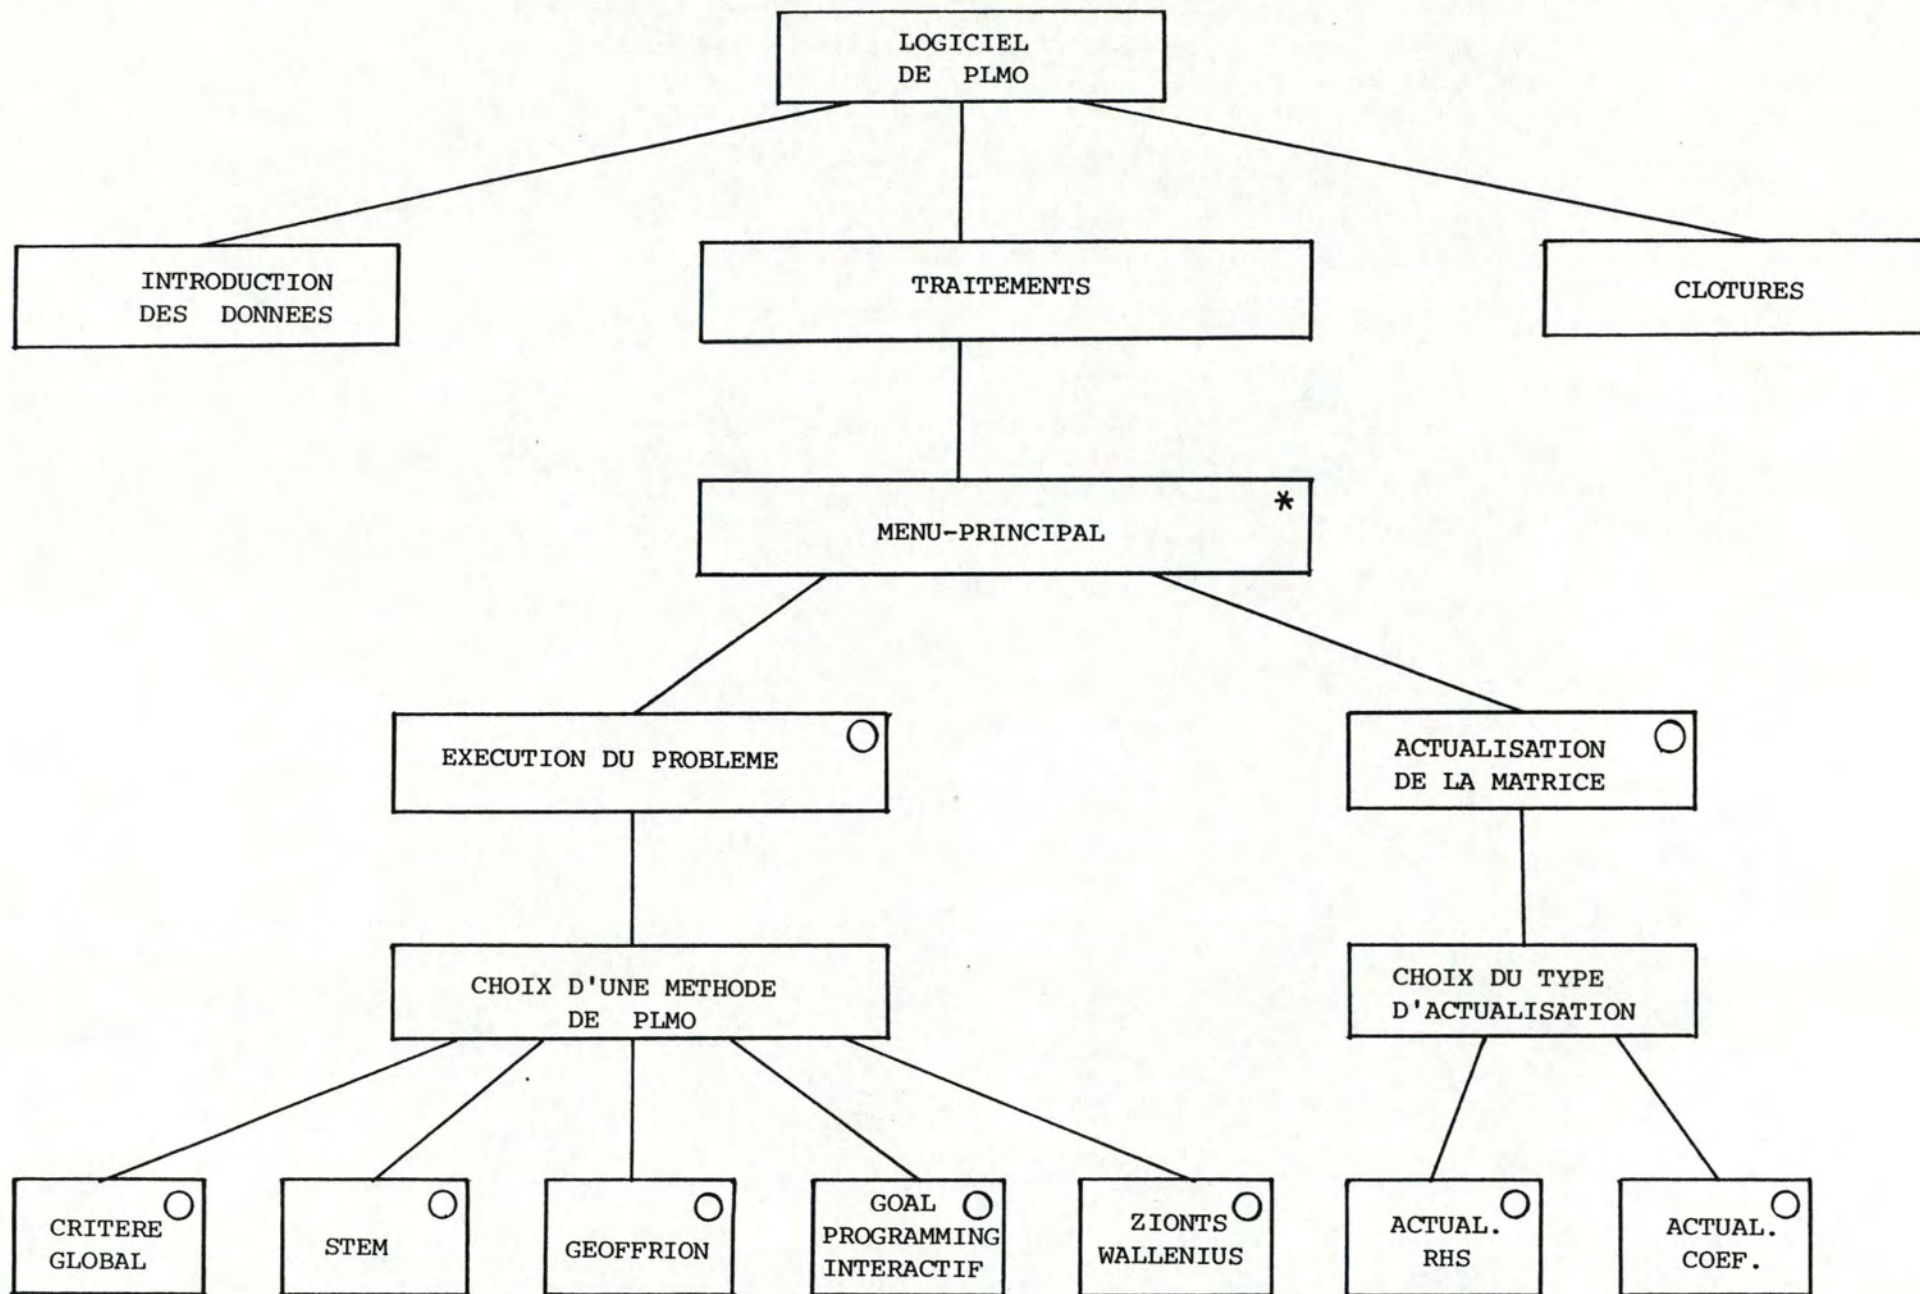 LOGICIEL
DE PLMO
INTRODUCTION
DES DONNEES
TRAITEMENTS
CLOTURES
MENU-PRINCIPAL
*
EXECUTION DU PROBLEME
ACTUALISATION
DE LA MATRICE
CHOIX D'UNE METHODE
DE PLMO
CHOIX DU TYPE
D'ACTUALISATION
CRITERE
GLOBAL
STEM
GEOFFRION
GOAL
PROGRAMMING
INTERACTIF
ZIONTS
WALLENIUS
ACTUAL.
RHS
ACTUAL.
COEF.